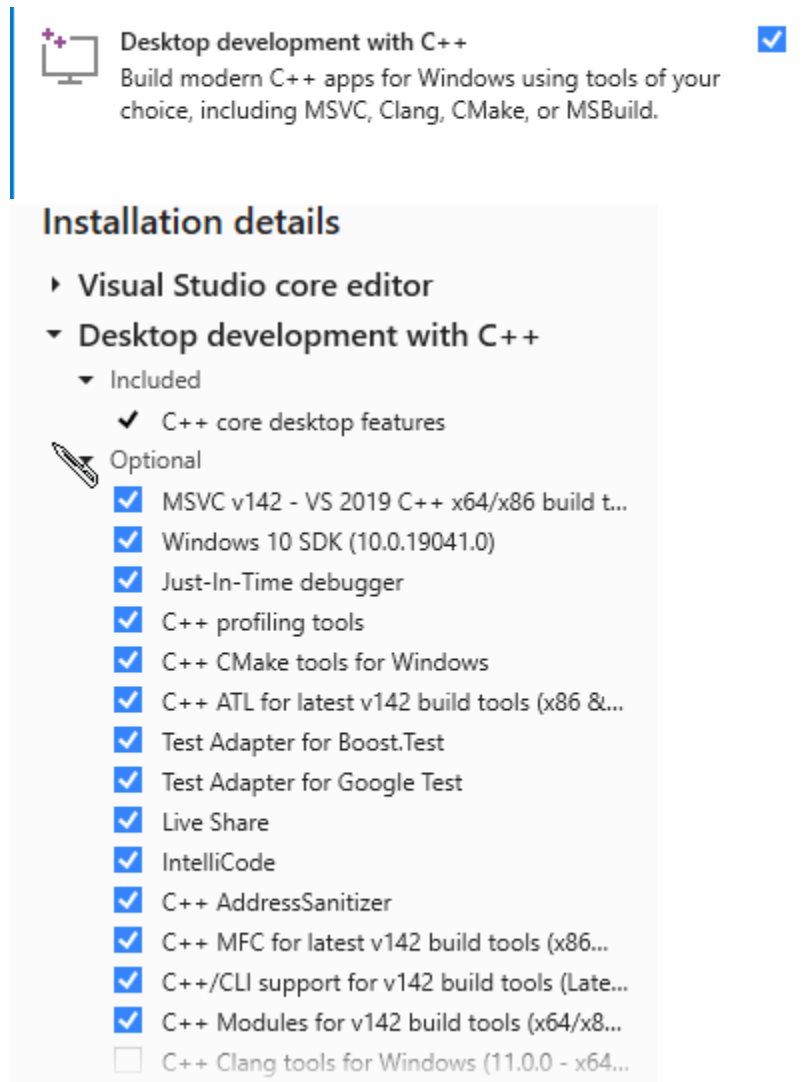 Desktop development with C++
Build modern C++ apps for Windows using tools of your
choice, including MSVC, Clang, CMake, or MSBuild.
Installation details
Visual Studio core editor
Desktop development with C++
Included
C++ core desktop features
Optional
MSVC v142 - VS 2019 C++ x64/x86 build t...
Windows 10 SDK (10.0.19041.0)
Just-In-Time debugger
C++ profiling tools
C++ CMake tools for Windows
C++ ATL for latest v142 build tools (x86 &...
Test Adapter for Boost.Test
Test Adapter for Google Test
Live Share
IntelliCode
C++ AddressSanitizer
C++ MFC for latest v142 build tools (x86...
C++/CLI support for v142 build tools (Late...
C++ Modules for v142 build tools (x64/x8...
C++ Clang tools for Windows (11.0.0 - x64...